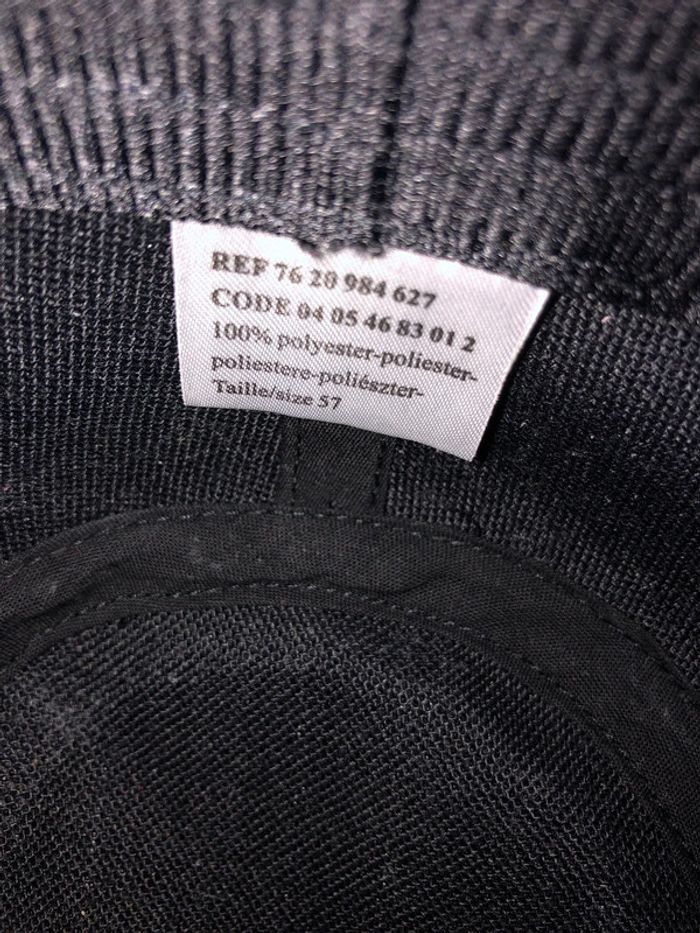 REF 76 20 984 627
CODE 04 05 46 83 01 2
100% polyester-poliester-
poliestere-poliészter-
Taille/size 57